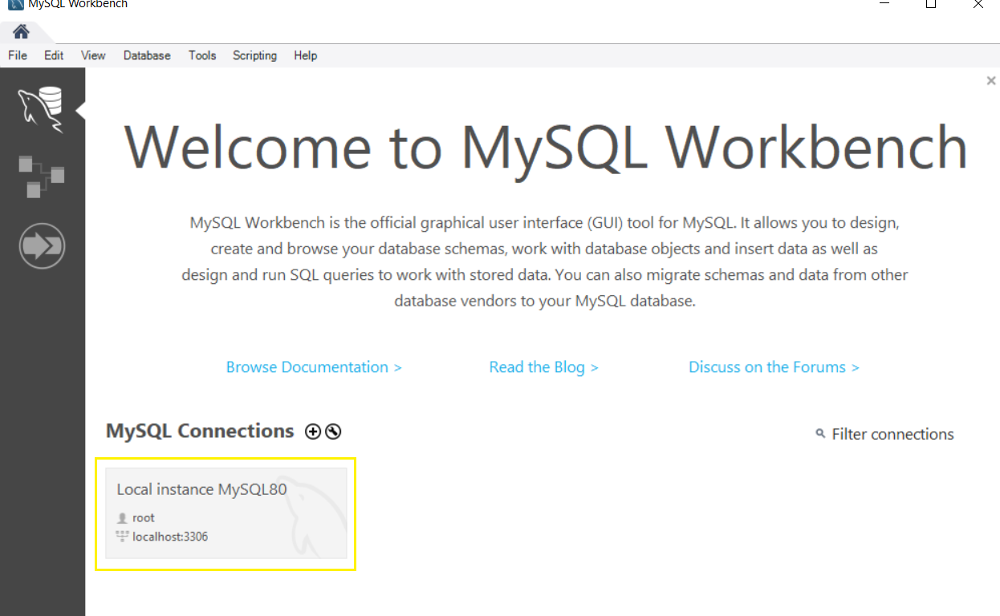 MySQL Workbench
File Edit View Database Tools Scripting Help
Welcome to MySQL Workbench
MySQL Workbench is the official graphical user interface (GUI) tool for MySQL. It allows you to design,
create and browse your database schemas, work with database objects and insert data as well as
design and run SQL queries to work with stored data. You can also migrate schemas and data from other
database vendors to your MySQL database.
Browse Documentation > Read the Blog > Discuss on the Forums >
MySQL Connections
Filter connections
Local instance MySQL80
root
localhost:3306